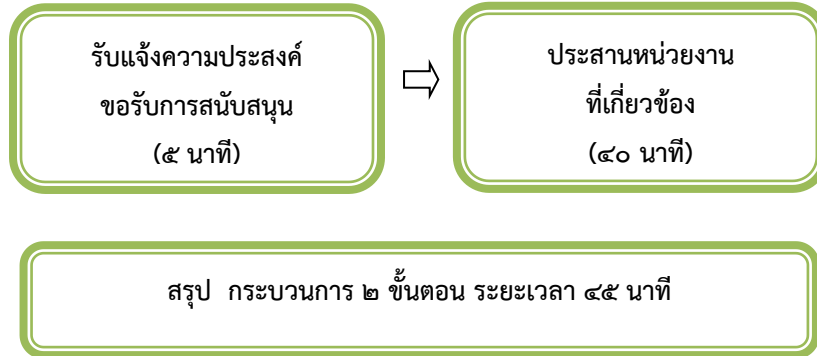 รับแจ้งความประสงค์
ขอรับการสนับสนุน
(๕ นาที)
ประสานหน่วยงาน
ที่เกี่ยวข้อง
(๔๐ นาที)
สรุป กระบวนการ ๒ ขั้นตอน ระยะเวลา ๔๕ นาที